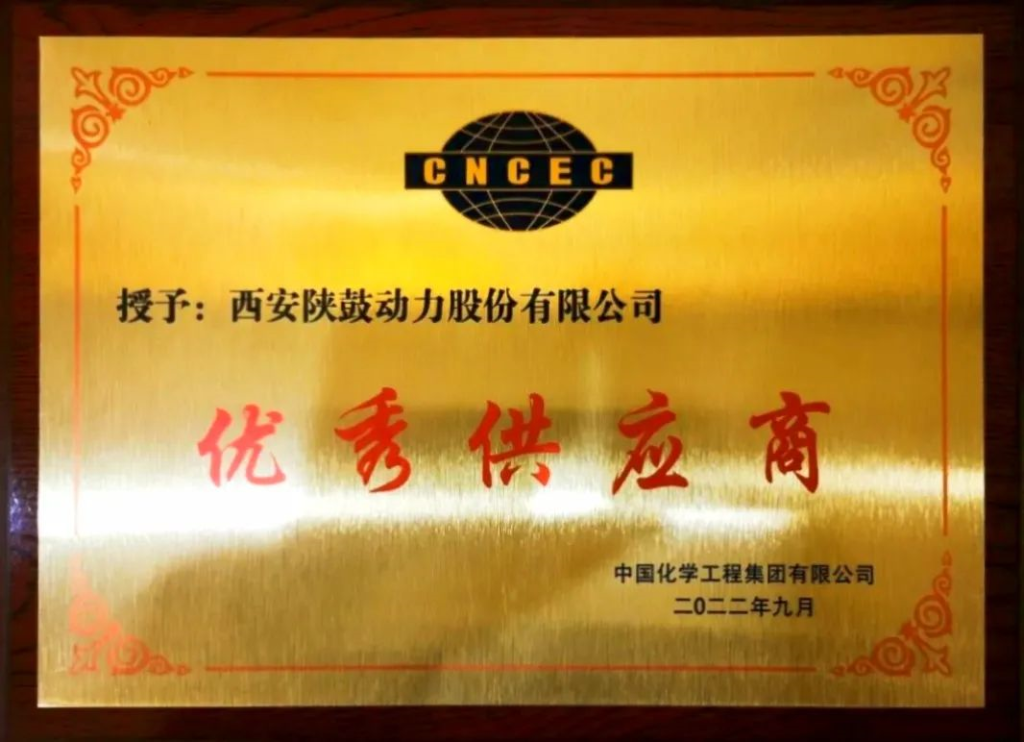 CNCEC
授予：西安陕鼓动力股份有限公司
优秀供应商
中国化学工程集团有限公司
二0二二年九月